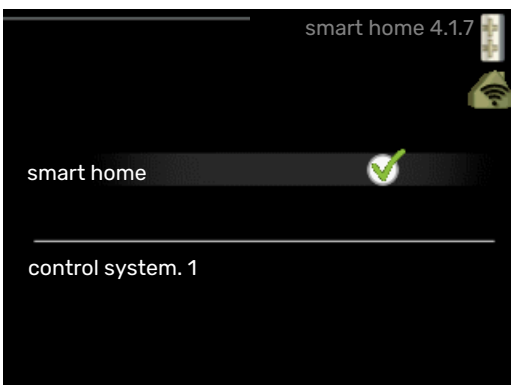 smart home 4.1.7
smart home
control system. 1